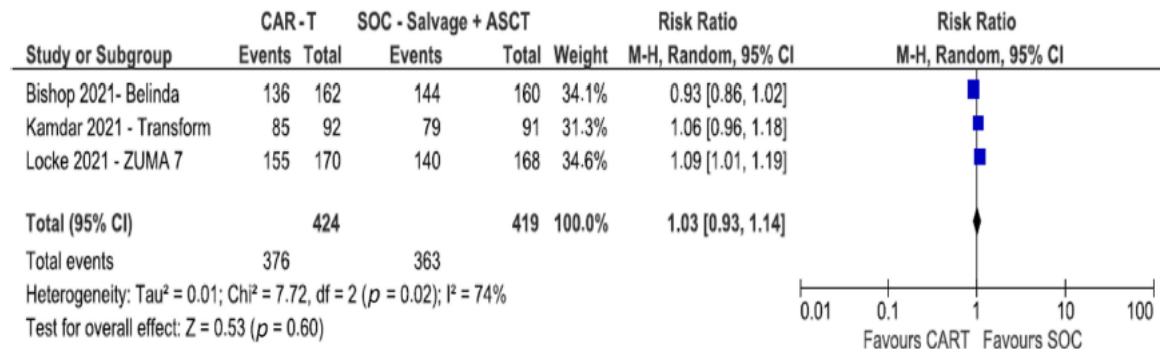 CAR-T SOC - Salvage + ASCT Risk Ratio Risk Ratio
Study or Subgroup Events Total Events Total Weight M-H, Random, 95% CI M-H, Random, 95% CI
Bishop 2021- Belinda 136 162 144 160 34.1% 0.93 [0.86, 1.02]
Kamdar 2021 - Transform 85 92 79 91 31.3% 1.06 [0.96, 1.18]
Locke 2021 - ZUMA 7 155 170 140 168 34.6% 1.09 [1.01, 1.19]
Total (95% CI) 424 419 100.0% 1.03 [0.93, 1.14]
Total events 376 363
Heterogeneity: Tau² = 0.01; Chi² = 7.72, df = 2 (p = 0.02); I² = 74%
Test for overall effect: Z = 0.53 (p = 0.60)
0.01 0.1 1 10 100
Favours CART Favours SOC